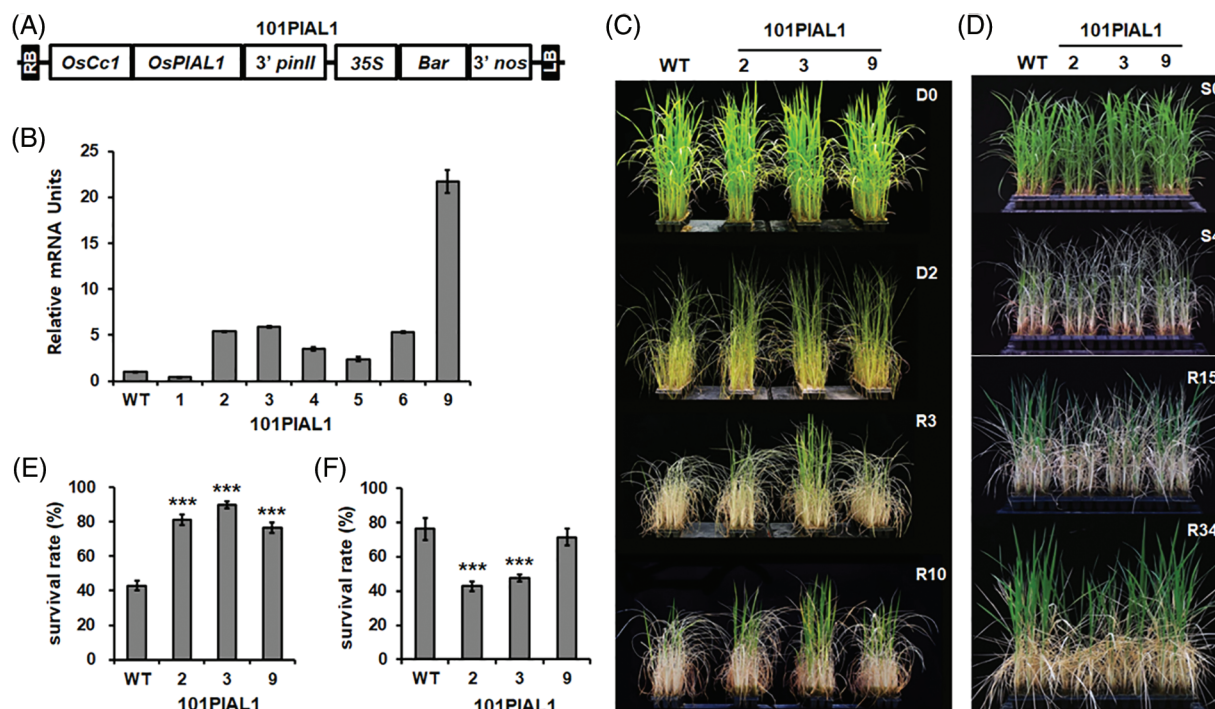 (A)
101PIAL1
RB OsCc1 OsPIAL1 3' pinII 35S Bar 3' nos LB
(B)
Relative mRNA Units
25
20
15
10
5
0
WT 1 2 3 4 5 6 9
101PIAL1
(E)
survival rate (%)
100
80
60
40
20
0
*** *** ***
WT 2 3 9
101PIAL1
(F)
survival rate (%)
100
80
60
40
20
0
*** ***
WT 2 3 9
101PIAL1
(C)
101PIAL1
WT 2 3 9
D0
D2
R3
R10
(D)
101PIAL1
WT 2 3 9
R15
R34